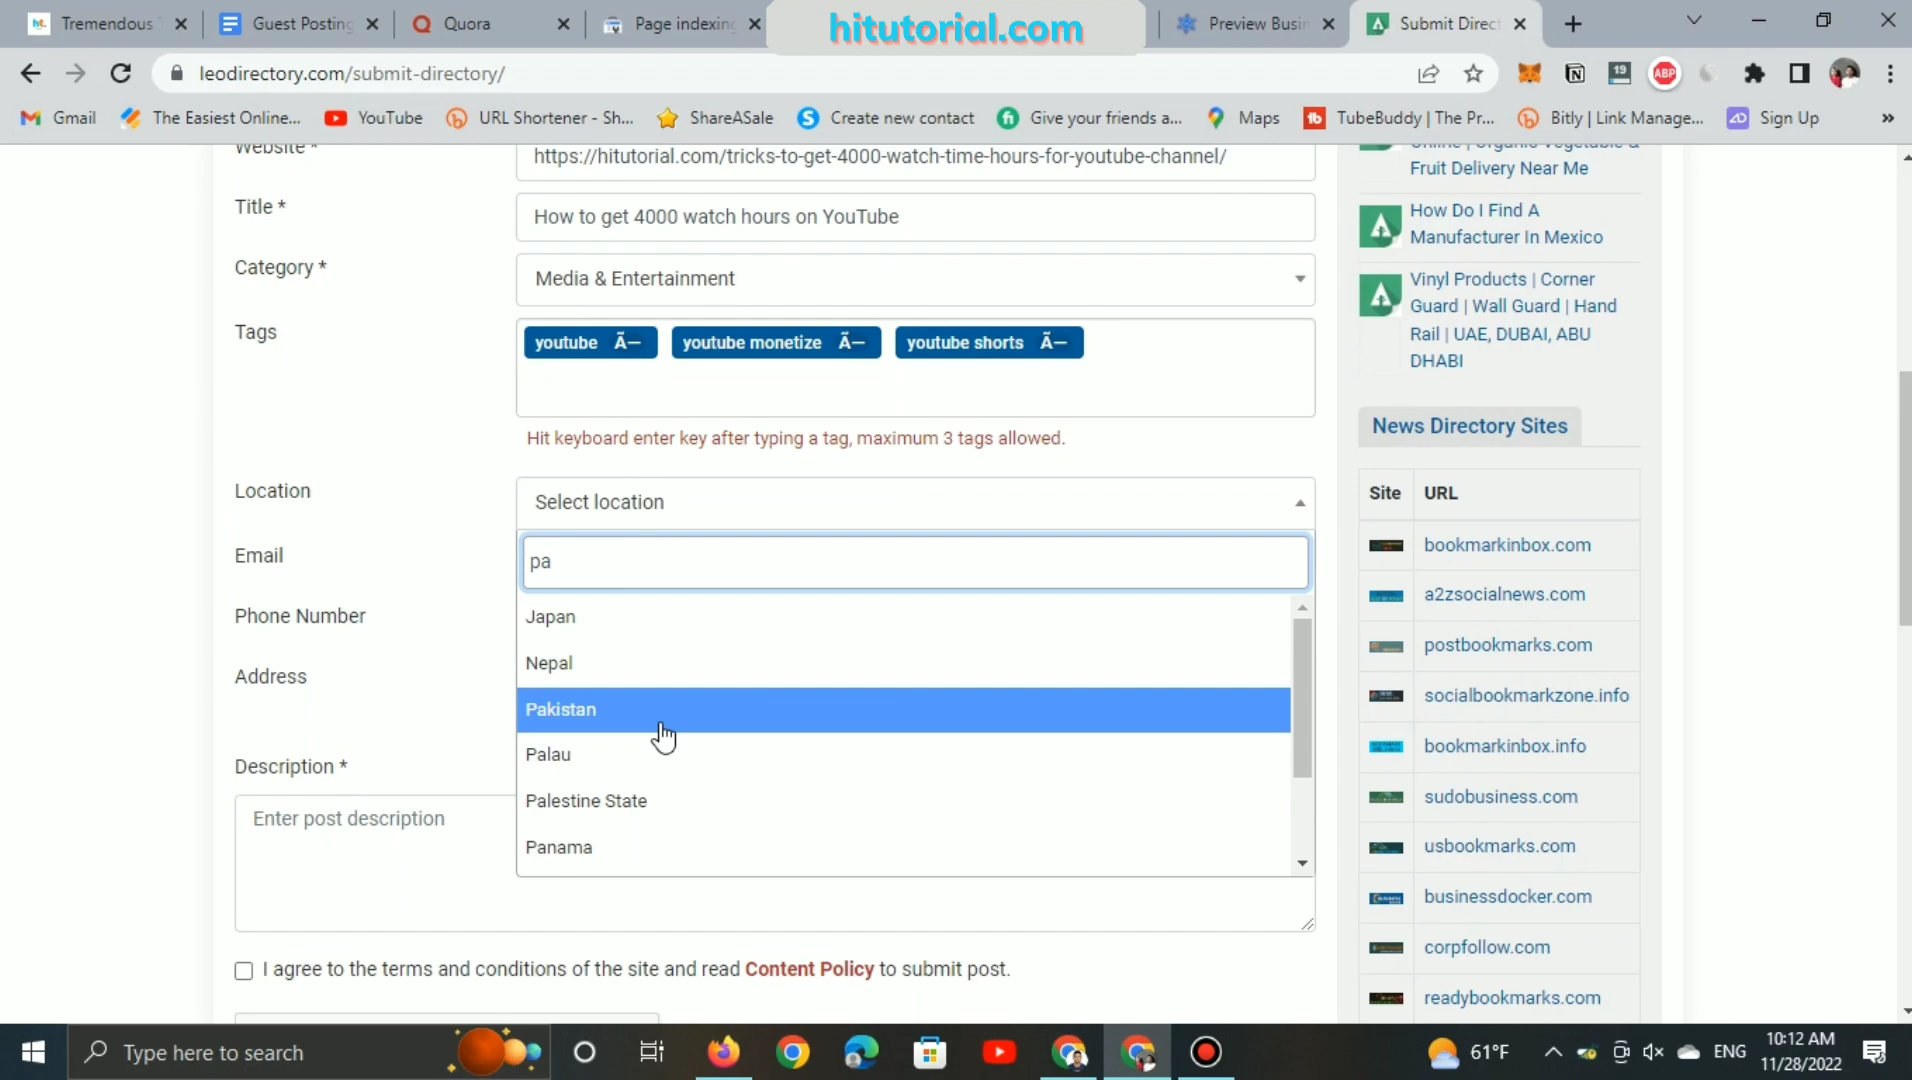 Tremendous T
Guest Posting
Quora
Page indexing
hitutorial.com
Preview Busin
Submit Direct
leodirectory.com/submit-directory/
19
ABP
Gmail
The Easiest Online...
YouTube
URL Shortener - Sh...
ShareASale
Create new contact
Give your friends a...
Maps
TubeBuddy | The Pr...
Bitly | Link Manage...
Sign Up
»
Website *
https://hitutorial.com/tricks-to-get-4000-watch-time-hours-for-youtube-channel/
Title *
How to get 4000 watch hours on YouTube
Category *
Media & Entertainment
Tags
youtube Ã—
youtube monetize Ã—
youtube shorts Ã—
Hit keyboard enter key after typing a tag, maximum 3 tags allowed.
Location
Select location
pa
Japan
Nepal
Pakistan
Palau
Palestine State
Panama
Email
Phone Number
Address
Description *
Enter post description
I agree to the terms and conditions of the site and read Content Policy to submit post.
Online | Organic Vegetable &
Fruit Delivery Near Me
How Do I Find A
Manufacturer In Mexico
Vinyl Products | Corner
Guard | Wall Guard | Hand
Rail | UAE, DUBAI, ABU
DHABI
News Directory Sites
Site URL
bookmarkinbox.com
a2zsocialnews.com
postbookmarks.com
socialbookmarkzone.info
bookmarkinbox.info
sudobusiness.com
usbookmarks.com
businessdocker.com
corpfollow.com
readybookmarks.com
Type here to search
61°F
ENG
10:12 AM
11/28/2022